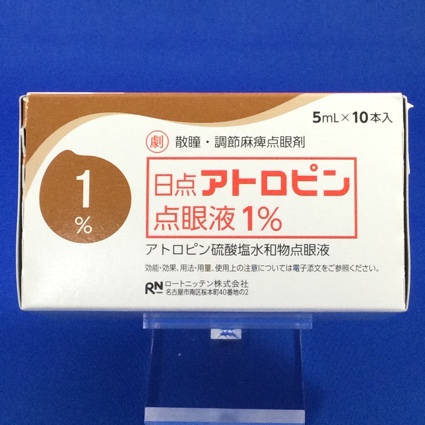 5mL×10本入
劇 散瞳・調節麻痺点眼剤
1
%
日点アトロピン
点眼液1%
アトロピン硫酸塩水和物点眼液
効能・効果、用法・用量、使用上の注意については電子添文をご参照ください。
RN ロートニッテン株式会社
名古屋市南区桜本町40番地の2